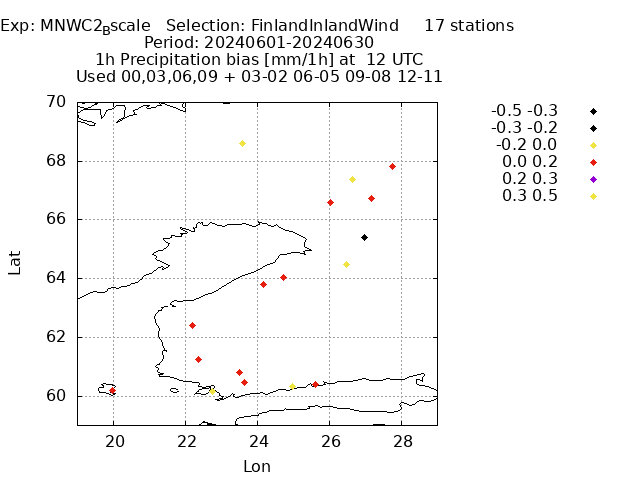 Exp: MNWC2_Bscale   Selection: FinlandInlandWind     17 stations
Period: 20240601-20240630
1h Precipitation bias [mm/1h] at  12 UTC
Used 00,03,06,09 + 03-02 06-05 09-08 12-11
70
68
66
64
62
60
Lat
20 22 24 26 28
Lon
-0.5 -0.3
-0.3 -0.2
-0.2 0.0
0.0 0.2
0.2 0.3
0.3 0.5